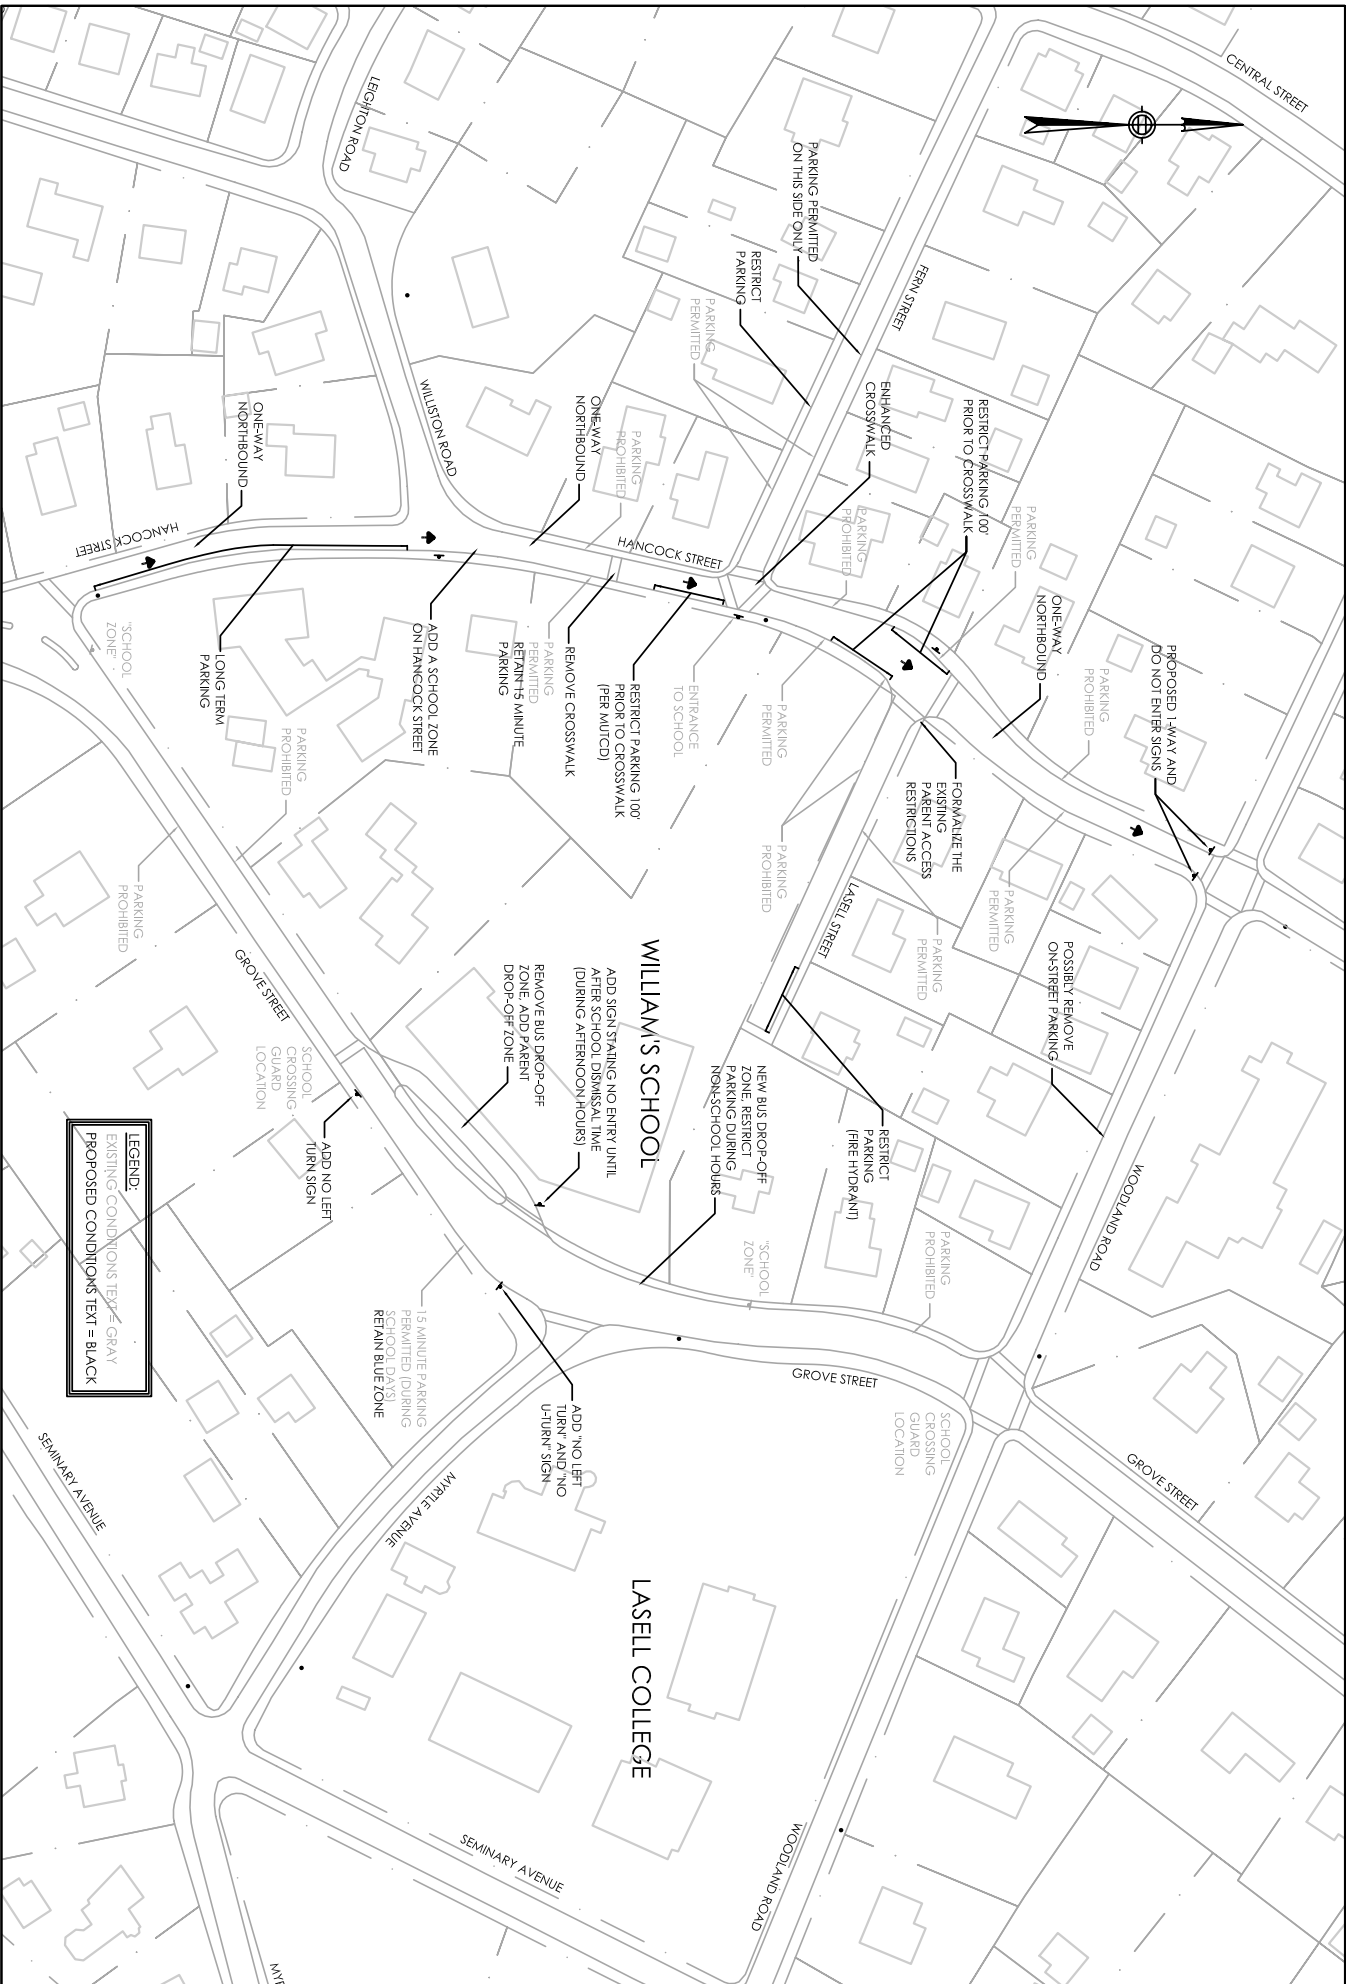 CENTRAL STREET
LEIGHTON ROAD
PARKING PERMITTED
ON THIS SIDE ONLY
RESTRICT
PARKING
PARKING
PERMITTED
FERN STREET
ENHANCED
CROSSWALK
RESTRICT PARKING 100'
PRIOR TO CROSSWALK
PARKING
PROHIBITED
PARKING
PERMITTED
ONE-WAY
NORTHBOUND
PARKING
PROHIBITED
PROPOSED 1-WAY AND
DO NOT ENTER SIGNS
WILLISTON ROAD
ONE-WAY
NORTHBOUND
PARKING
PROHIBITED
HANCOCK STREET
ONE-WAY
NORTHBOUND
HANCOCK STREET
"SCHOOL
ZONE"
LONG TERM
PARKING
PARKING
PROHIBITED
ADD A SCHOOL ZONE
ON HANCOCK STREET
PARKING
PERMITTED
RETAIN 15 MINUTE
PARKING
REMOVE CROSSWALK
RESTRICT PARKING 100'
PRIOR TO CROSSWALK
(PER MUTCD)
ENTRANCE
TO SCHOOL
PARKING
PERMITTED
PARKING
PROHIBITED
FORMALIZE THE
EXISTING
PARENT ACCESS
RESTRICTIONS
LASELL STREET
PARKING
PERMITTED
PARKING
PERMITTED
POSSIBLY REMOVE
ON-STREET PARKING
PARKING
PROHIBITED
GROVE STREET
WILLIAM'S SCHOOL
REMOVE BUS DROP-OFF
ZONE, ADD PARENT
DROP-OFF ZONE
ADD SIGN STATING NO ENTRY UNTIL
AFTER SCHOOL DISMISSAL TIME
(DURING AFTERNOON HOURS)
NEW BUS DROP-OFF
ZONE, RESTRICT
PARKING DURING
NON-SCHOOL HOURS
RESTRICT
PARKING
(FIRE HYDRANT)
WOODLAND ROAD
SCHOOL
CROSSING
GUARD
LOCATION
ADD NO LEFT
TURN SIGN
"SCHOOL
ZONE"
PARKING
PROHIBITED
LEGEND:
EXISTING CONDITIONS TEXT = GRAY
PROPOSED CONDITIONS TEXT = BLACK
15 MINUTE PARKING
PERMITTED (DURING
SCHOOL DAYS)
RETAIN BLUE ZONE
ADD "NO LEFT
TURN" AND "NO
U-TURN" SIGN
GROVE STREET
SCHOOL
CROSSING
GUARD
LOCATION
GROVE STREET
SEMINARY AVENUE
MYRTLE AVENUE
LASELL COLLEGE
SEMINARY AVENUE
WOODLAND ROAD